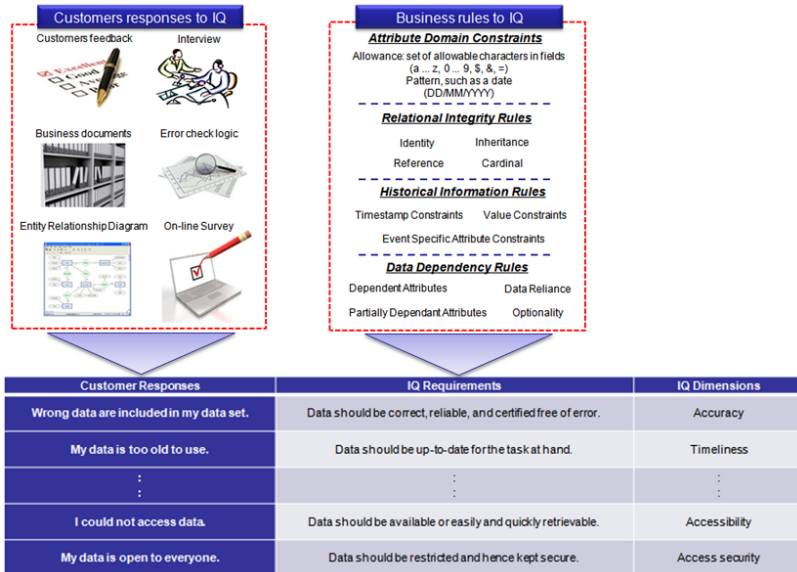 Customers responses to IQ
Customers feedback
Interview
Excellent
Good
Business documents
Error check logic
Entity Relationship Diagram
On-line Survey
Business rules to IQ
Attribute Domain Constraints
Allowance: set of allowable characters in fields
(a ... z, 0 ... 9, $, &, =)
Pattern, such as a date
(DD/MM/YYYY)
Relational Integrity Rules
Identity
Inheritance
Reference
Cardinal
Historical Information Rules
Timestamp Constraints
Value Constraints
Event Specific Attribute Constraints
Data Dependency Rules
Dependent Attributes
Data Reliance
Partially Dependant Attributes
Optionality
Customer Responses
IQ Requirements
IQ Dimensions
Wrong data are included in my data set.
Data should be correct, reliable, and certified free of error.
Accuracy
My data is too old to use.
Data should be up-to-date for the task at hand.
Timeliness
:
:
:
:
:
:
I could not access data.
Data should be available or easily and quickly retrievable.
Accessibility
My data is open to everyone.
Data should be restricted and hence kept secure.
Access security